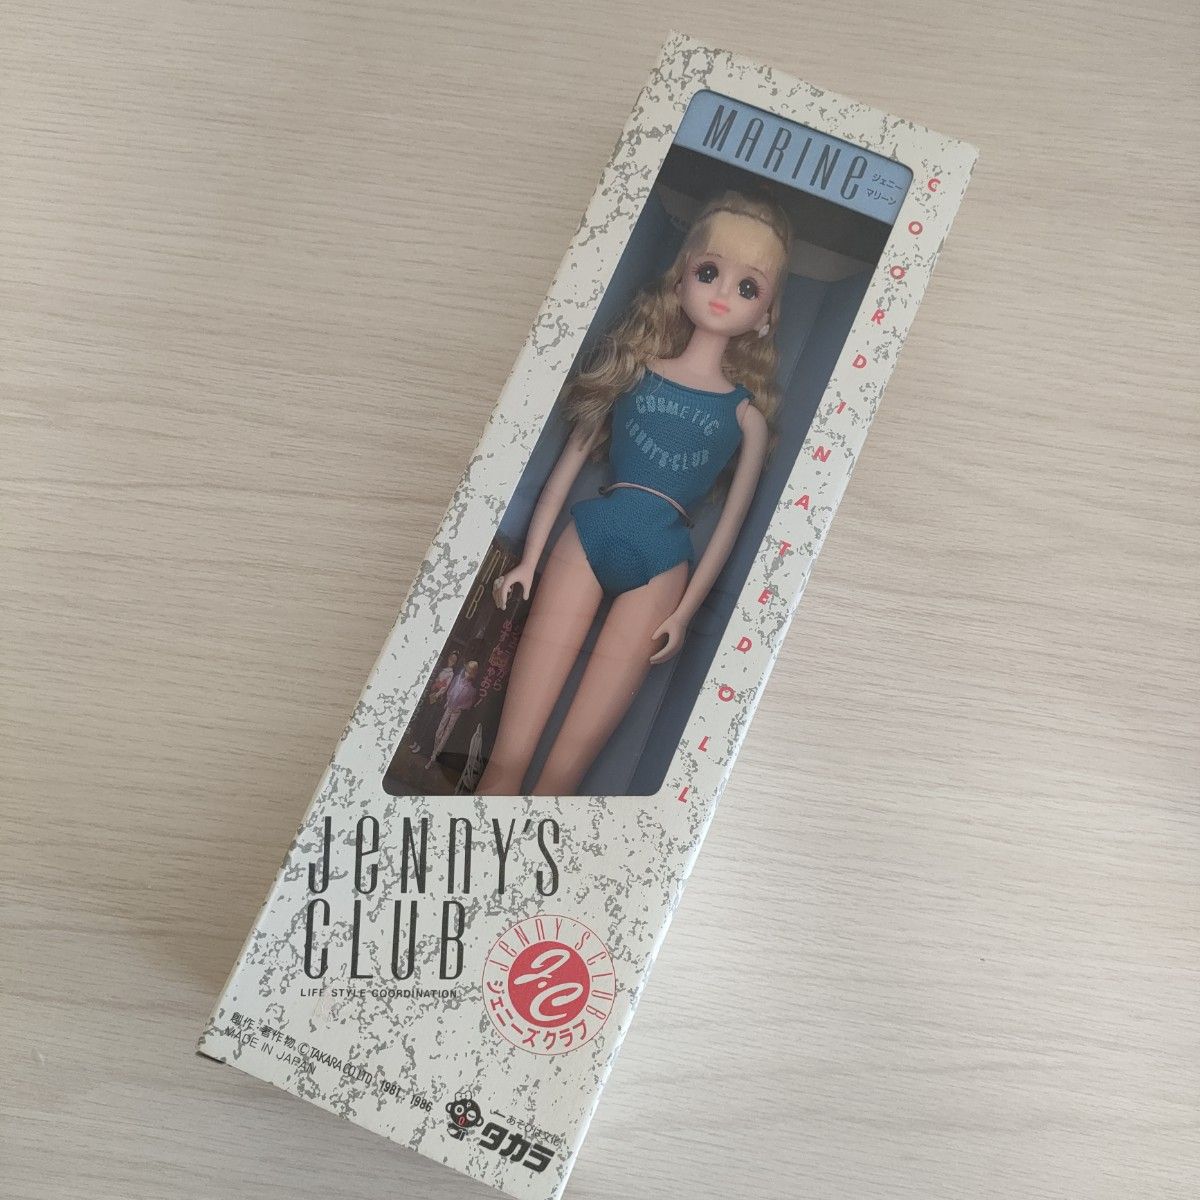 MARINe
ジェニー
マリーン
COORDINATE DOLL
COSMETIC
JENNY'S CLUB
JeNNY'S
CLUB
LIFE STYLE COORDINATION
JeNNY'S CLUB
J.C
ジェニーズクラブ
創作・著作物 © TAKARA CO.,LTD. 1981, 1986
MADE IN JAPAN
あそびは文化
タカラ